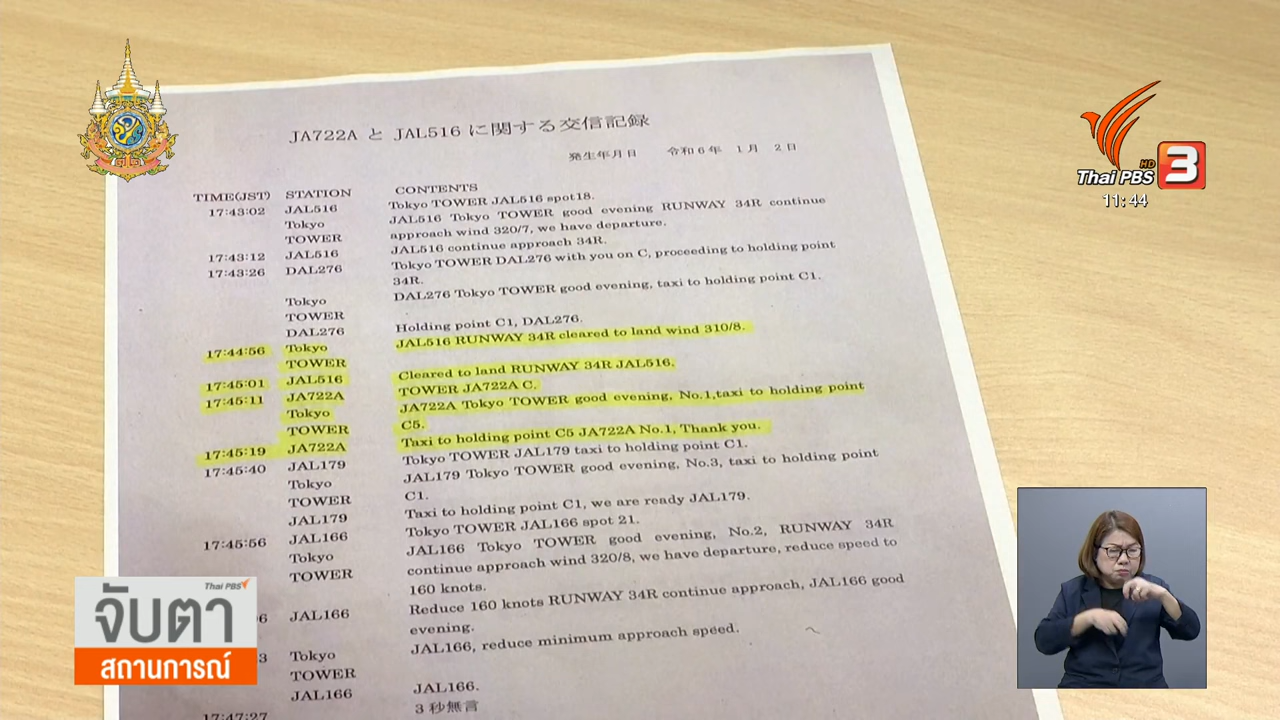 JA722A と JAL516 に関する交信記録
発生年月日 令和6年 1月 2日
TIME(JST) STATION CONTENTS
17:43:02 JAL516 Tokyo TOWER JAL516 spot18.
Tokyo JAL516 Tokyo TOWER good evening RUNWAY 34R continue
TOWER approach wind 320/7, we have departure.
17:43:12 JAL516 JAL516 continue approach 34R.
17:43:26 DAL276 Tokyo TOWER DAL276 with you on C, proceeding to holding point
34R.
Tokyo DAL276 Tokyo TOWER good evening, taxi to holding point C1.
TOWER
DAL276 Holding point C1, DAL276.
17:44:56 Tokyo JAL516 RUNWAY 34R cleared to land wind 310/8.
TOWER
17:45:01 JAL516 Cleared to land RUNWAY 34R JAL516.
17:45:11 JA722A TOWER JA722A C.
Tokyo JA722A Tokyo TOWER good evening, No.1,taxi to holding point
TOWER C5.
17:45:19 JA722A Taxi to holding point C5 JA722A No.1, Thank you.
17:45:40 JAL179 Tokyo TOWER JAL179 taxi to holding point C1.
Tokyo JAL179 Tokyo TOWER good evening, No.3, taxi to holding point
TOWER C1.
JAL179 Taxi to holding point C1, we are ready JAL179.
17:45:56 JAL166 Tokyo TOWER JAL166 spot 21.
Tokyo JAL166 Tokyo TOWER good evening, No.2, RUNWAY 34R
TOWER continue approach wind 320/8, we have departure, reduce speed to
160 knots.
JAL166 Reduce 160 knots RUNWAY 34R continue approach, JAL166 good
evening.
Tokyo JAL166, reduce minimum approach speed.
TOWER
JAL166 JAL166.
17:47:27 3秒無言
Thai PBS HD 3
11:44
Thai PBS
จับตา
สถานการณ์